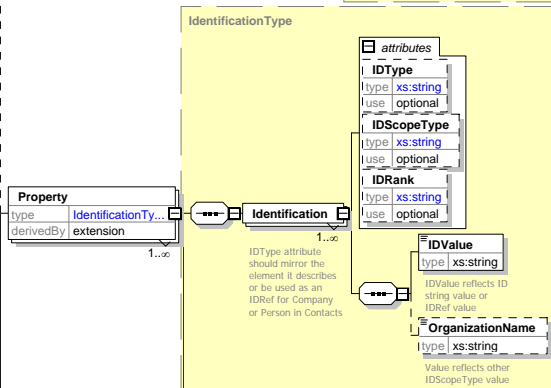 IdentificationType
attributes
IDType
type xs:string
use optional
IDScopeType
type xs:string
use optional
IDRank
type xs:string
use optional
Property
type IdentificationTy...
derivedBy extension
1..∞
Identification
1..∞
IDType attribute
should mirror the
element it describes
or be used as an
IDRef for Company
or Person in Contacts
IDValue
type xs:string
IDValue reflects ID
string value or
IDRef value
OrganizationName
type xs:string
Value reflects other
IDScopeType value